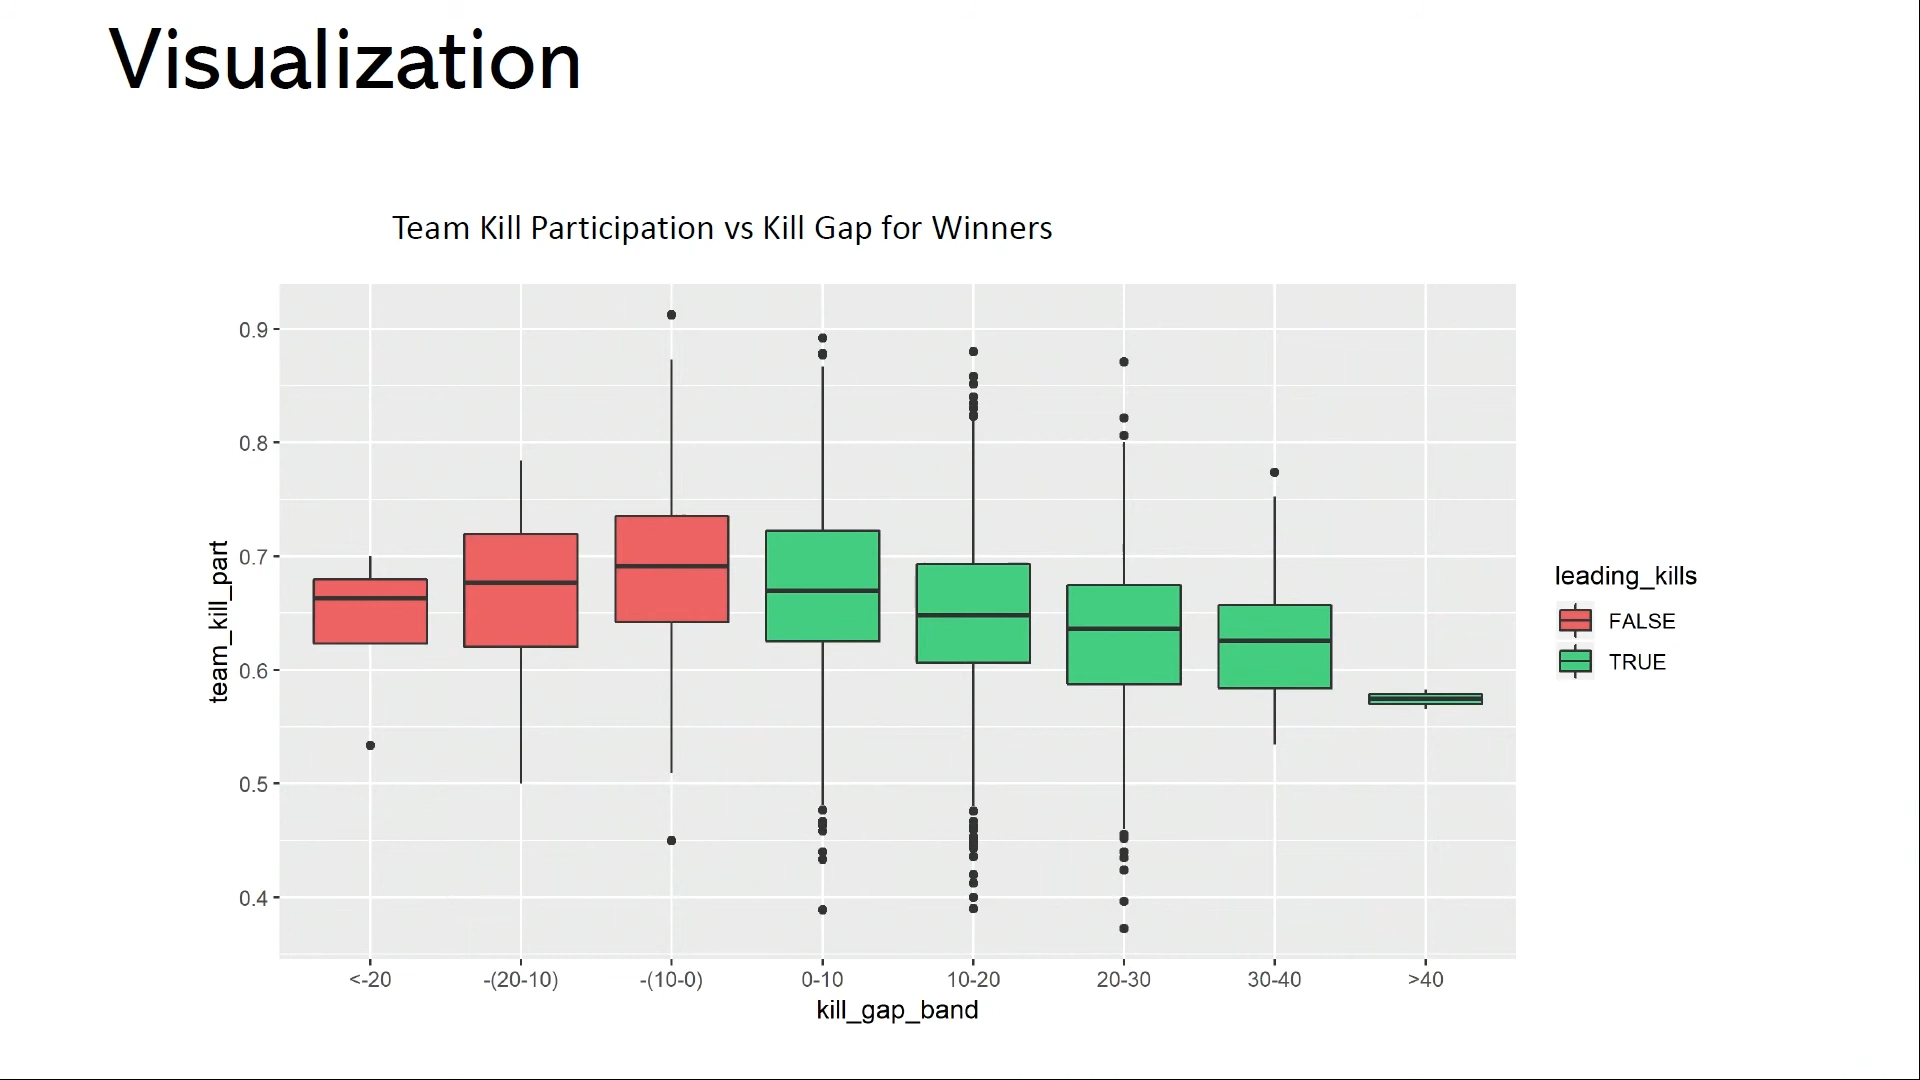 Visualization
Team Kill Participation vs Kill Gap for Winners
team_kill_part
0.9
0.8
0.7
0.6
0.5
0.4
<-20 -(20-10) -(10-0) 0-10 10-20 20-30 30-40 >40
kill_gap_band
leading_kills
FALSE
TRUE